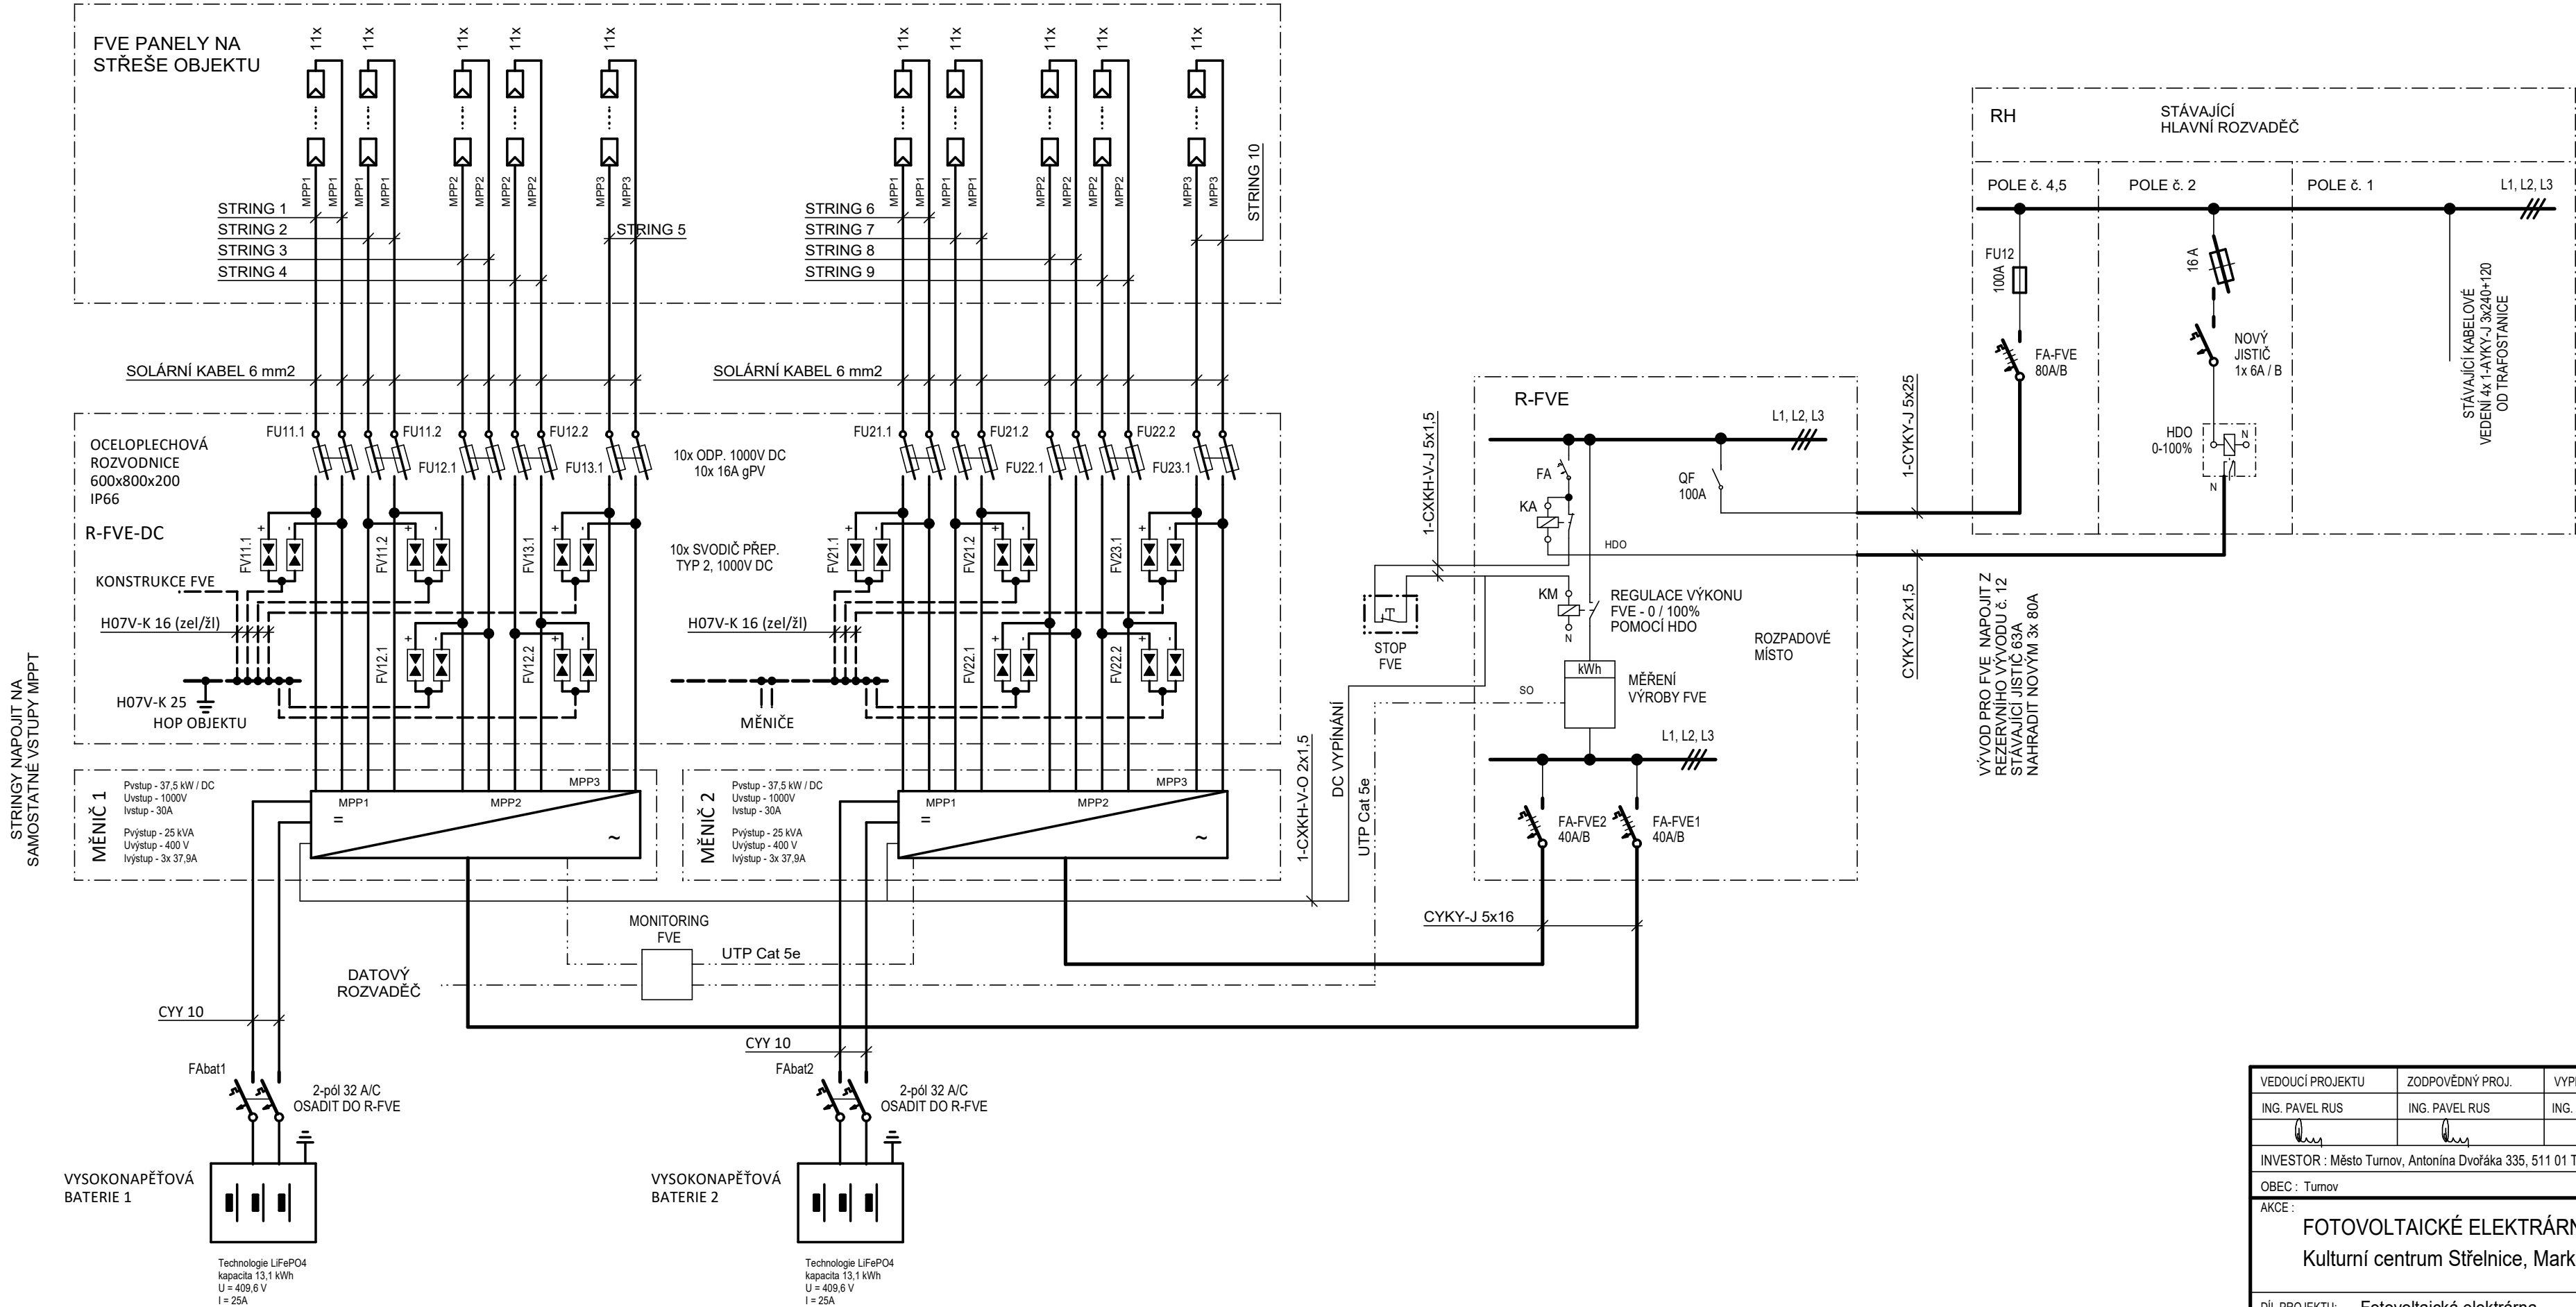 FVE PANELY NA
STŘEŠE OBJEKTU
11x
11x
11x
11x
11x
11x
11x
11x
11x
11x
MPP1
MPP1
MPP1
MPP1
MPP2
MPP2
MPP2
MPP2
MPP3
MPP3
MPP1
MPP1
MPP1
MPP1
MPP2
MPP2
MPP2
MPP2
MPP3
MPP3
STRING 1
STRING 2
STRING 3
STRING 4
STRING 5
STRING 6
STRING 7
STRING 8
STRING 9
STRING 10
SOLÁRNÍ KABEL 6 mm2
SOLÁRNÍ KABEL 6 mm2
OCELOPLECHOVÁ
ROZVODNICE
600x800x200
IP66
R-FVE-DC
FU11.1
FU11.2
FU12.1
FU12.2
FU13.1
10x ODP. 1000V DC
10x 16A gPV
FU21.1
FU21.2
FU22.1
FU22.2
FU23.1
FV11.1
+
-
FV11.2
+
-
FV13.1
+
-
10x SVODIČ PŘEP.
TYP 2, 1000V DC
FV21.1
+
-
FV21.2
+
-
FV23.1
+
-
KONSTRUKCE FVE
H07V-K 16 (zel/žl)
FV12.1
+
-
FV12.2
+
-
H07V-K 16 (zel/žl)
FV22.1
+
-
FV22.2
+
-
H07V-K 25
HOP OBJEKTU
MĚNIČE
STRINGY NAPOJIT NA
SAMOSTATNÉ VSTUPY MPPT
MĚNIČ 1
Pvstup - 37,5 kW / DC
Uvstup - 1000V
Ivstup - 30A
Pvýstup - 25 kVA
Uvýstup - 400 V
Ivýstup - 3x 37,9A
MPP1
MPP2
MPP3
=
~
MĚNIČ 2
Pvstup - 37,5 kW / DC
Uvstup - 1000V
Ivstup - 30A
Pvýstup - 25 kVA
Uvýstup - 400 V
Ivýstup - 3x 37,9A
MPP1
MPP2
MPP3
=
~
MONITORING
FVE
UTP Cat 5e
DATOVÝ
ROZVADĚČ
CYY 10
FAbat1
2-pól 32 A/C
OSADIT DO R-FVE
VYSOKONAPĚŤOVÁ
BATERIE 1
Technologie LiFePO4
kapacita 13,1 kWh
U = 409,6 V
I = 25A
CYY 10
FAbat2
2-pól 32 A/C
OSADIT DO R-FVE
VYSOKONAPĚŤOVÁ
BATERIE 2
Technologie LiFePO4
kapacita 13,1 kWh
U = 409,6 V
I = 25A
1-CXKH-V-O 2x1,5
DC VYPÍNÁNÍ
UTP Cat 5e
1-CXKH-V-J 5x1,5
STOP
FVE
R-FVE
L1, L2, L3
FA
KA
QF
100A
HDO
KM
N
REGULACE VÝKONU
FVE - 0 / 100%
POMOCÍ HDO
ROZPADOVÉ
MÍSTO
kWh
SO
MĚŘENÍ
VÝROBY FVE
L1, L2, L3
FA-FVE2
40A/B
FA-FVE1
40A/B
CYKY-J 5x16
1-CYKY-J 5x25
CYKY-0 2x1,5
RH
STÁVAJÍCÍ
HLAVNÍ ROZVADĚČ
POLE č. 4,5
POLE č. 2
POLE č. 1
L1, L2, L3
FU12
100A
FA-FVE
80A/B
16 A
NOVÝ
JISTIČ
1x 6A / B
HDO
0-100%
N
N
STÁVAJÍCÍ KABELOVÉ
VEDENÍ 4x 1-AYKY-J 3x240+120
OD TRAFOSTANICE
VÝVOD PRO FVE NAPOJIT Z
REZERVNÍHO VÝVODU č. 12
STÁVAJÍCÍ JISTIČ 63A
NAHRADIT NOVÝM 3x 80A
VEDOUCÍ PROJEKTU
ZODPOVĚDNÝ PROJ.
ING. PAVEL RUS
ING. PAVEL RUS
ING.
INVESTOR : Město Turnov, Antonína Dvořáka 335, 511 01
OBEC : Turnov
AKCE :
FOTOVOLTAICKÉ
Kulturní centrum Střelnice,